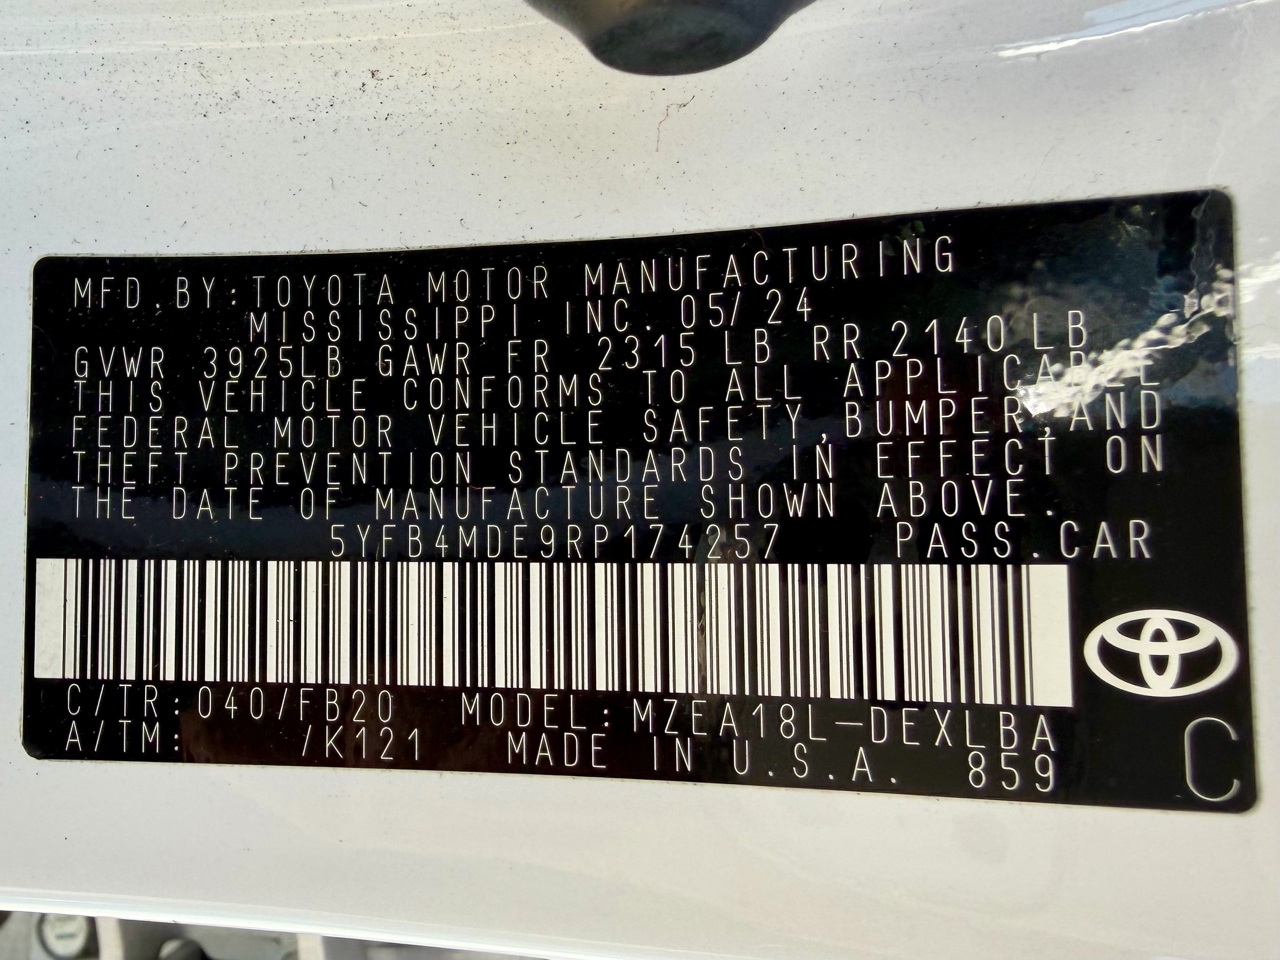 MFD.BY:TOYOTA MOTOR MANUFACTURING
MISSISSIPPI INC. 05/24
GVWR 3925LB GAWR FR 2315 LB RR 2140LB
THIS VEHICLE CONFORMS TO ALL APPLICABLE
FEDERAL MOTOR VEHICLE SAFETY,BUMPER,AND
THEFT PREVENTION STANDARDS IN EFFECT ON
THE DATE OF MANUFACTURE SHOWN ABOVE.
5YFB4MDE9RP174257 PASS.CAR
C/TR:040/FB20 MODEL:MZEA18L-DEXLBA
A/TM: /K121 MADE IN U.S.A. 859
C